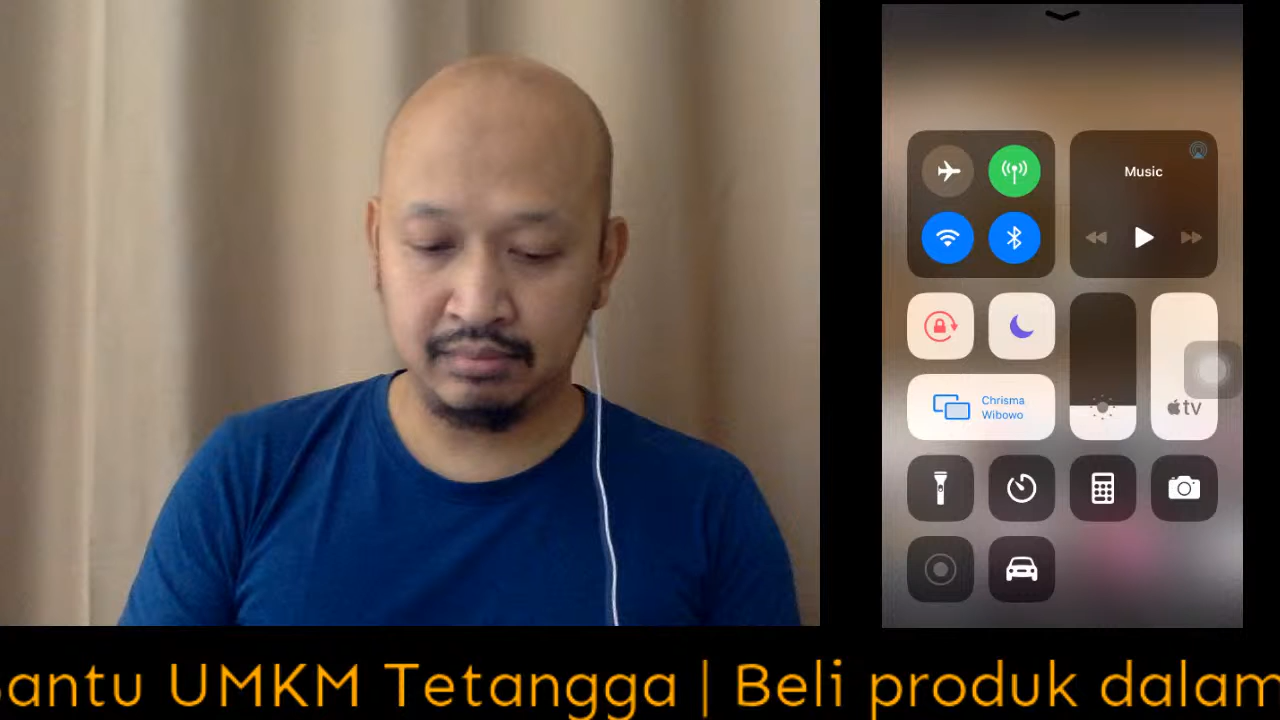 Music
Chrisma
Wibowo
tv
antu UMKM Tetangga | Beli produk dalam